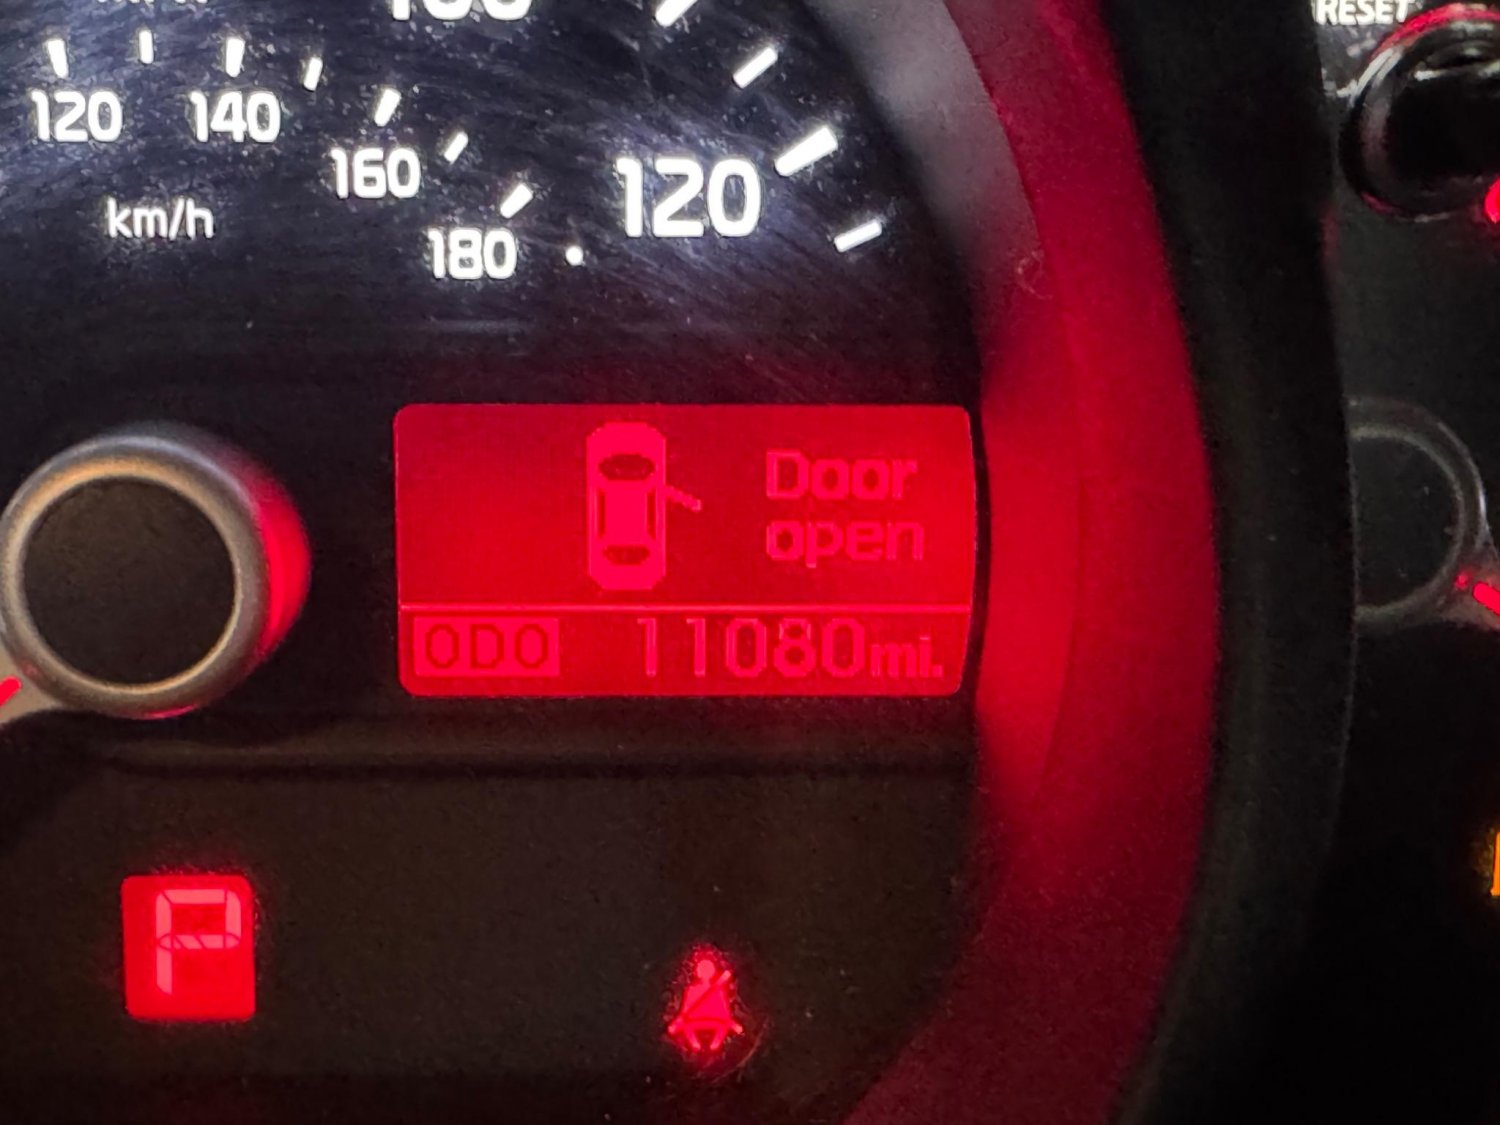 RESET
120 140
160
180
120
km/h
Door
open
ODO 11080mi.
P